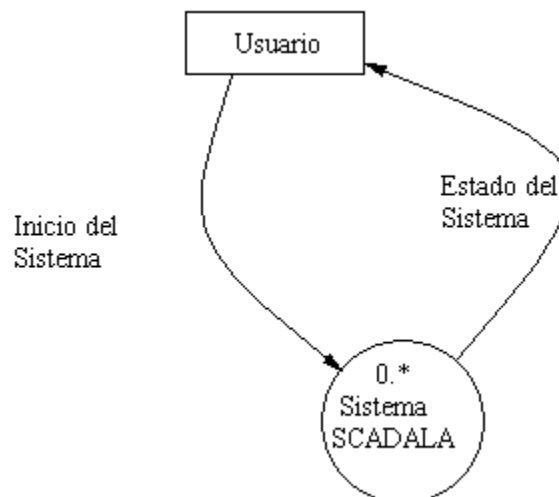 Usuario
Estado del
Sistema
Inicio del
Sistema
0.*
Sistema
SCADALA